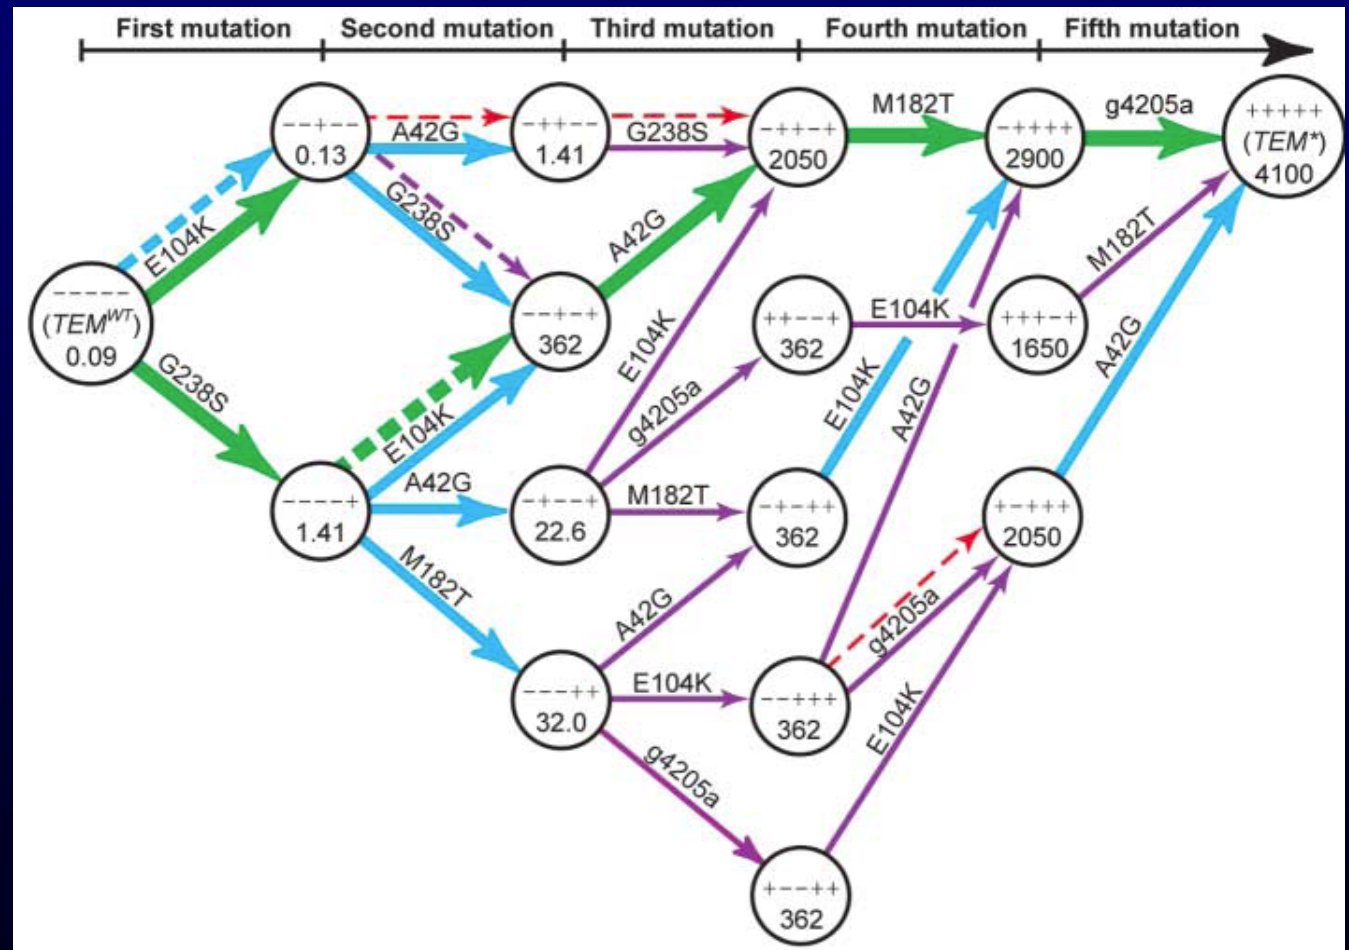 First mutation
Second mutation
Third mutation
Fourth mutation
Fifth mutation
−−+−−
0.13
A42G
−++−−
1.41
G238S
−++−+
2050
M182T
−++++
2900
g4205a
+++++
(TEM*)
4100
E104K
G238S
A42G
M182T
−−−−−
(TEMWT)
0.09
−−+−+
362
E104K
++−−+
362
E104K
+++−+
1650
A42G
G238S
E104K
g4205a
E104K
A42G
−−−−+
1.41
A42G
−+−−+
22.6
M182T
−+−++
362
+−+++
2050
M182T
A42G
g4205a
−−−++
32.0
E104K
−−+++
362
E104K
g4205a
+−−++
362